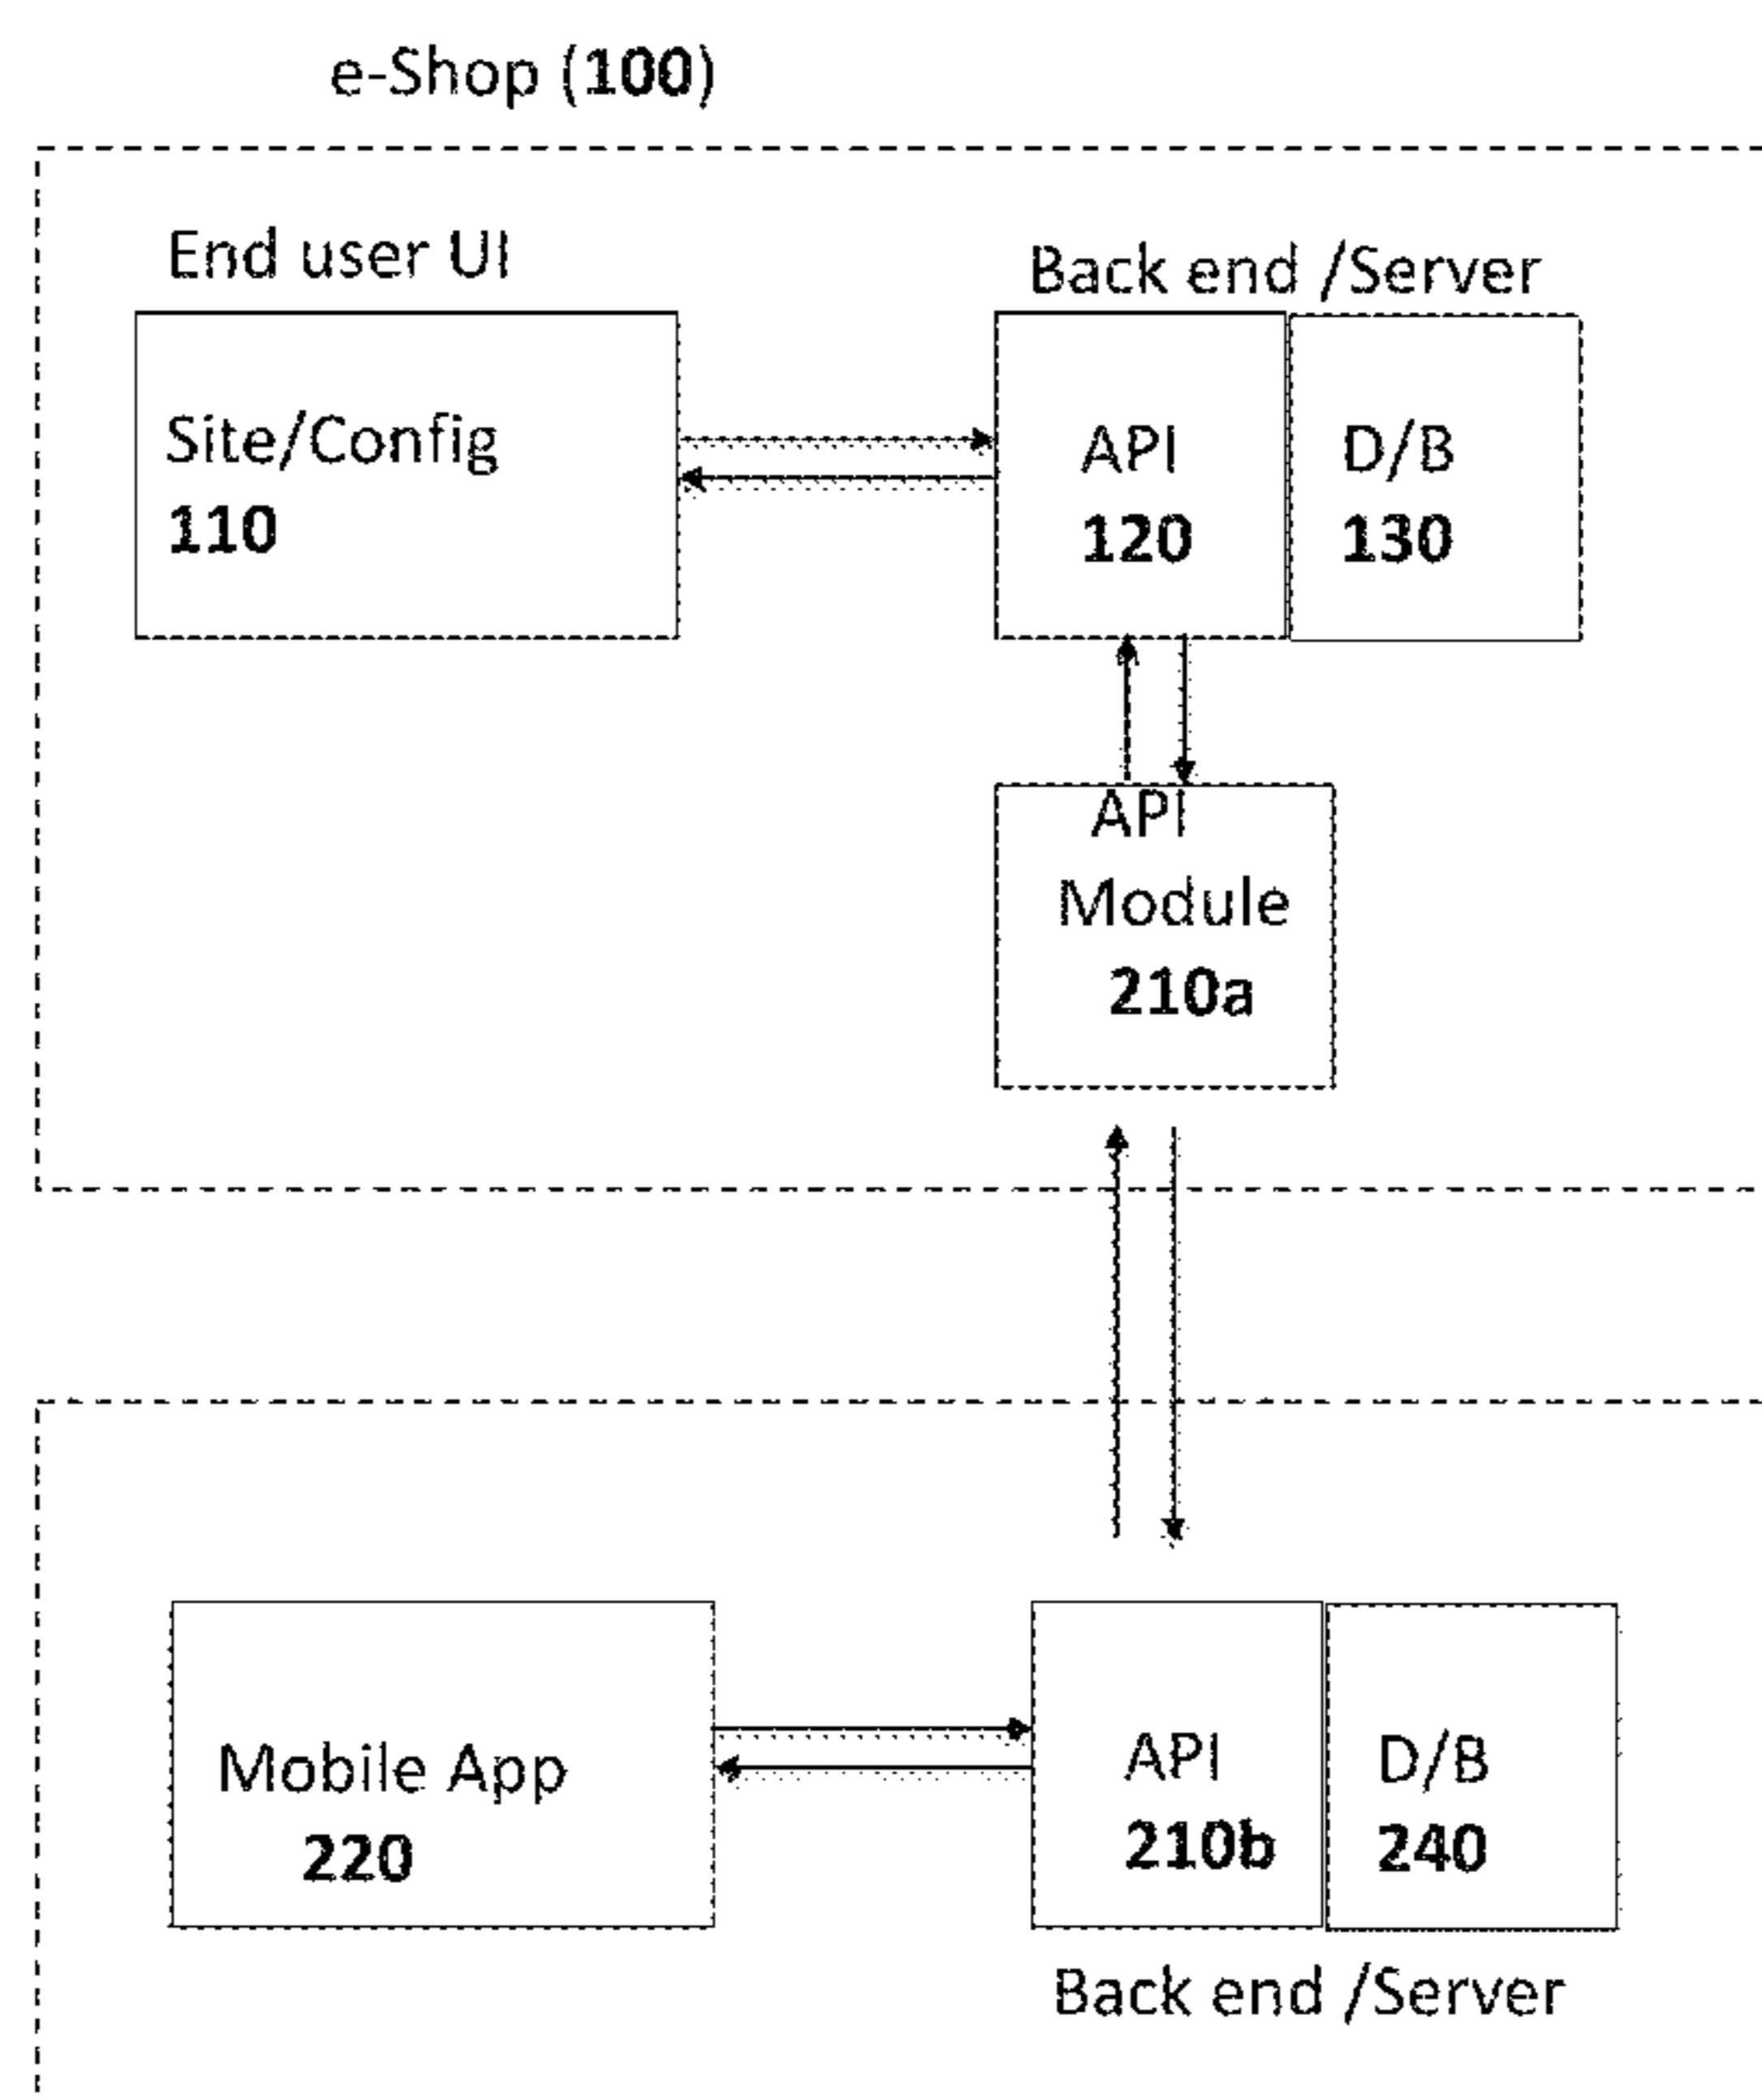 e-Shop (100)
End user UI
Back end /Server
Site/Config
110
API
120
D/B
130
API
Module
210a
Mobile App
220
API
210b
D/B
240
Back end /Server